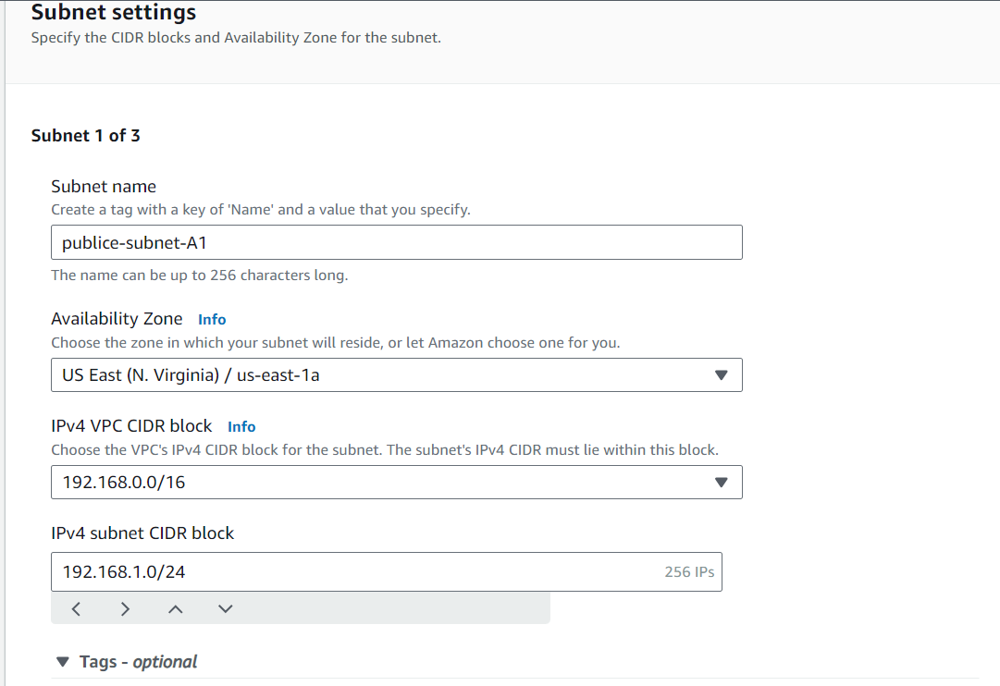 Subnet settings
Specify the CIDR blocks and Availability Zone for the subnet.
Subnet 1 of 3
Subnet name
Create a tag with a key of 'Name' and a value that you specify.
publice-subnet-A1
The name can be up to 256 characters long.
Availability Zone Info
Choose the zone in which your subnet will reside, or let Amazon choose one for you.
US East (N. Virginia) / us-east-1a
IPv4 VPC CIDR block Info
Choose the VPC's IPv4 CIDR block for the subnet. The subnet's IPv4 CIDR must lie within this block.
192.168.0.0/16
IPv4 subnet CIDR block
192.168.1.0/24 256 IPs
Tags - optional